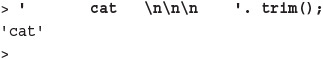 > '       cat   \n\n\n    '. trim();
'cat'
>